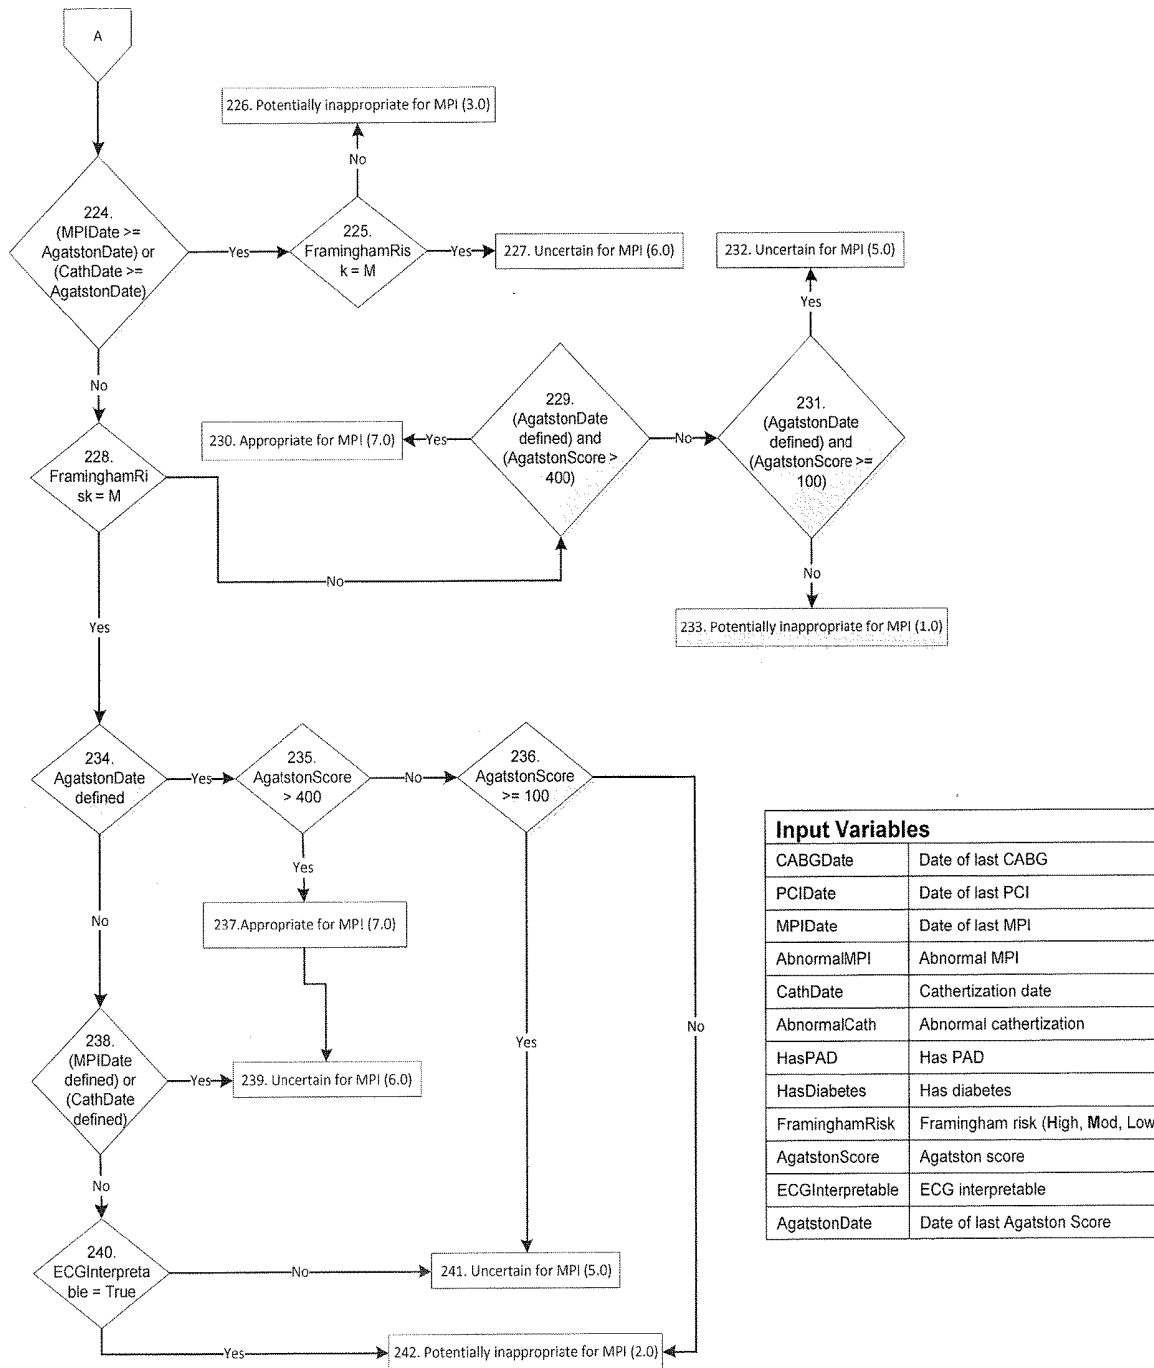 A
226. Potentially inappropriate for MPI (3.0)
No
224.
(MPIDate >=
AgatstonDate) or
(CathDate >=
AgatstonDate)
Yes
225.
FraminghamRis
k = M
Yes
227. Uncertain for MPI (6.0)
232. Uncertain for MPI (5.0)
Yes
No
228.
FraminghamRi
sk = M
230. Appropriate for MPI (7.0)
Yes
229.
(AgatstonDate
defined) and
(AgatstonScore >
400)
No
231.
(AgatstonDate
defined) and
(AgatstonScore >=
100)
No
No
233. Potentially inappropriate for MPI (1.0)
Yes
234.
AgatstonDate
defined
Yes
235.
AgatstonScore
> 400
No
236.
AgatstonScore
>= 100
Yes
No
237.Appropriate for MPI (7.0)
238.
(MPIDate
defined) or
(CathDate
defined)
Yes
239. Uncertain for MPI (6.0)
Yes
No
No
240.
ECGInterpreta
ble = True
No
241. Uncertain for MPI (5.0)
Yes
242. Potentially inappropriate for MPI (2.0)
Input Variables
CABGDate Date of last CABG
PCIDate Date of last PCI
MPIDate Date of last MPI
AbnormalMPI Abnormal MPI
CathDate Cathertization date
AbnormalCath Abnormal cathertization
HasPAD Has PAD
HasDiabetes Has diabetes
FraminghamRisk Framingham risk (High, Mod, Low
AgatstonScore Agatston score
ECGInterpretable ECG interpretable
AgatstonDate Date of last Agatston Score